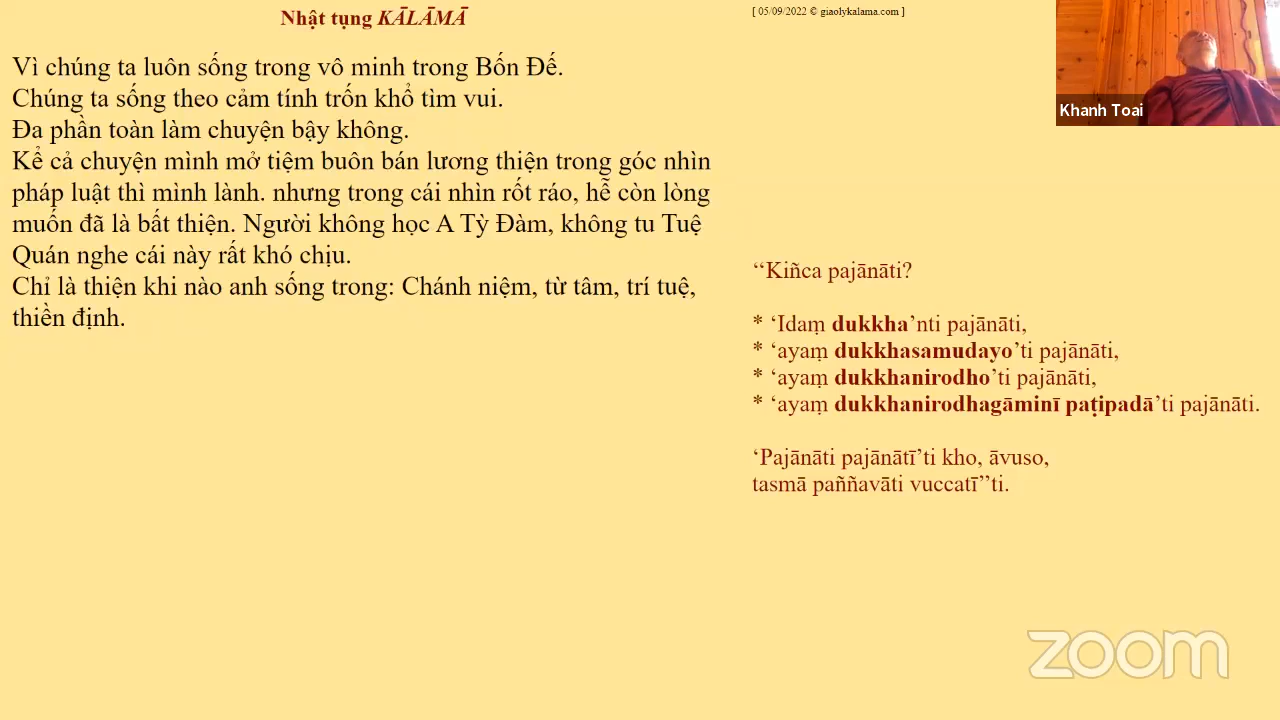 Nhật tụng KĀLĀMĀ
[ 05/09/2022 © giaolykalama.com ]
Khanh Toai
Vì chúng ta luôn sống trong vô minh trong Bốn Đế.
Chúng ta sống theo cảm tính trốn khổ tìm vui.
Đa phần toàn làm chuyện bậy không.
Kể cả chuyện mình mở tiệm buôn bán lương thiện trong góc nhìn
pháp luật thì mình lành. nhưng trong cái nhìn rốt ráo, hễ còn lòng
muốn đã là bất thiện. Người không học A Tỳ Đàm, không tu Tuệ
Quán nghe cái này rất khó chịu.
Chỉ là thiện khi nào anh sống trong: Chánh niệm, từ tâm, trí tuệ,
thiền định.
“Kiñca pajānāti?
* ‘Idaṃ dukkha’nti pajānāti,
* ‘ayaṃ dukkhasamudayo’ti pajānāti,
* ‘ayaṃ dukkhanirodho’ti pajānāti,
* ‘ayaṃ dukkhanirodhagāminī paṭipadā’ti pajānāti.
‘Pajānāti pajānātī’ti kho, āvuso,
tasmā paññavāti vuccatī’’ti.
zoom